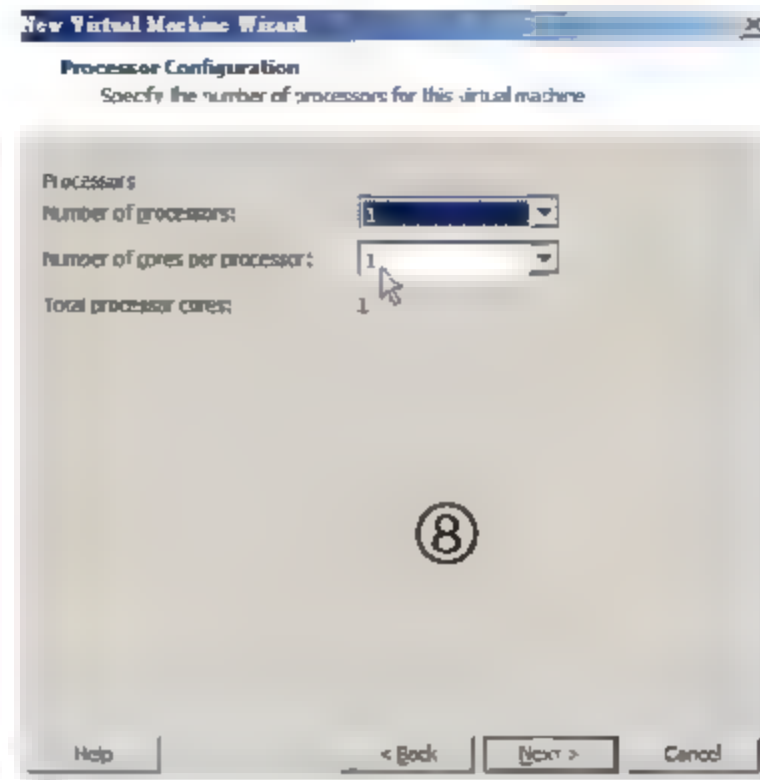 New Virtual Machine Wizard
Processor Configuration
Specify the number of processors for this virtual machine
Processors
Number of processors: 1
Number of cores per processor: 1
Total processor cores: 1
⑧
Help < Back Next > Cancel